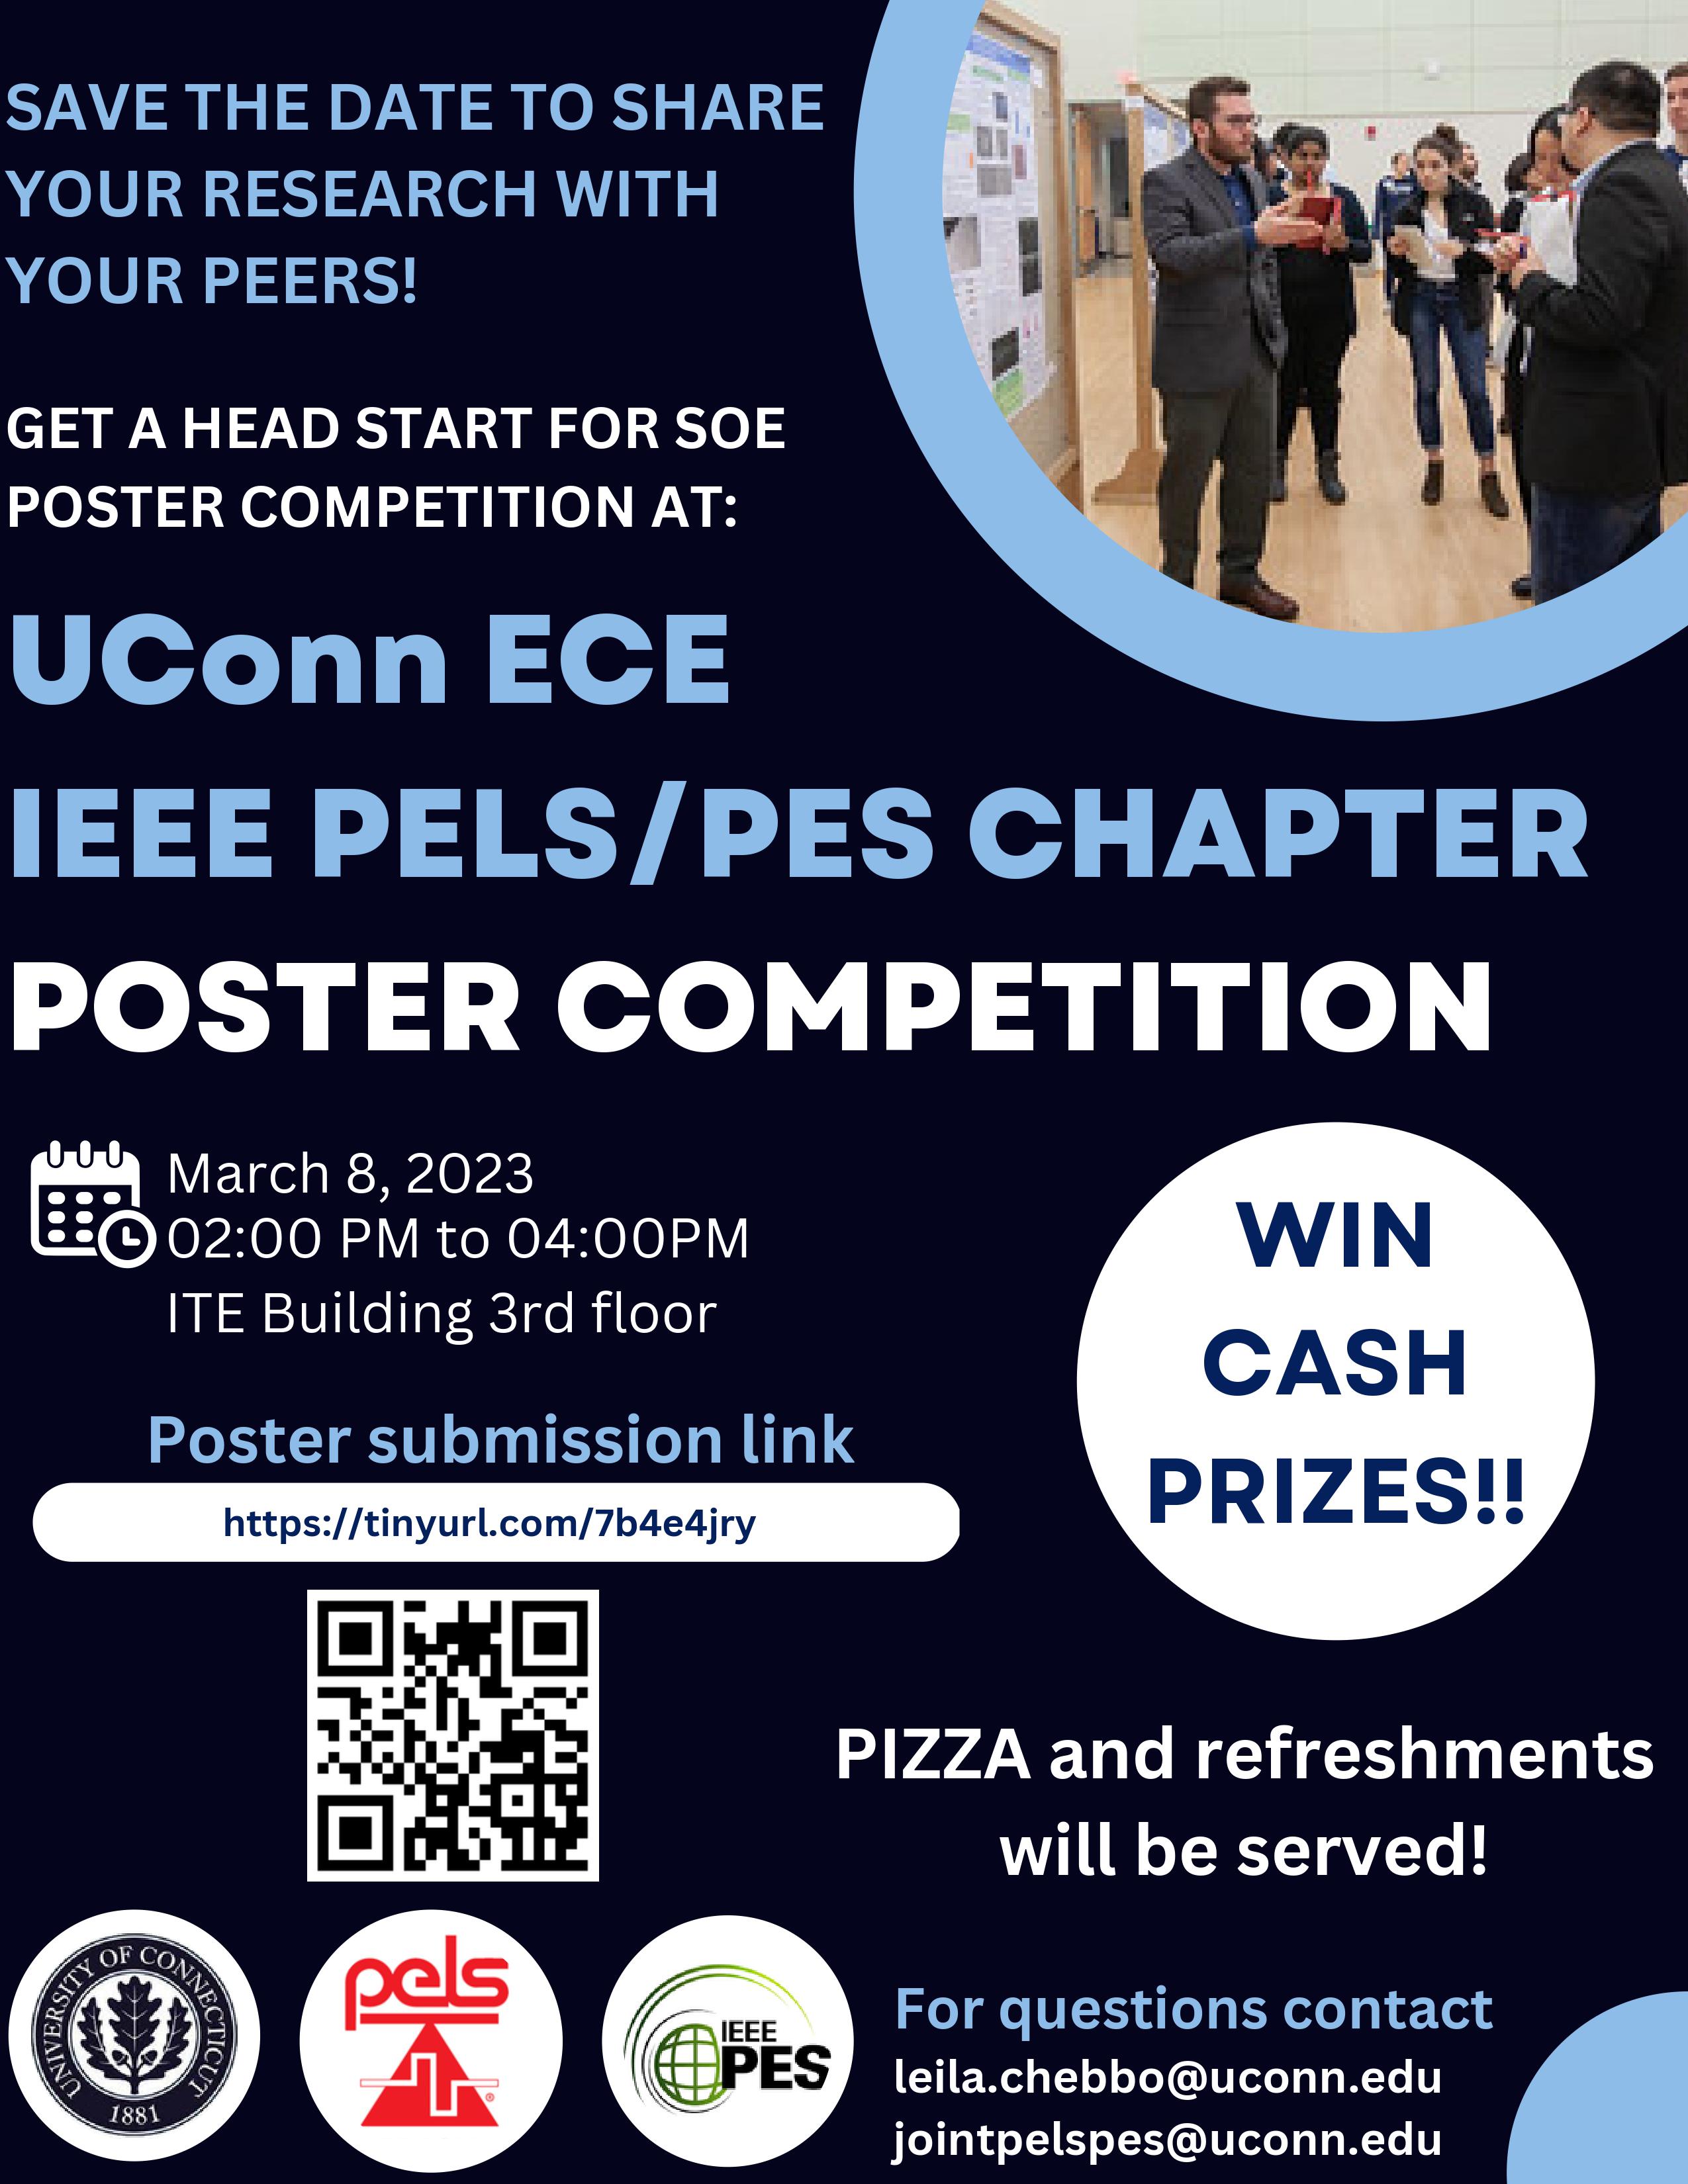 SAVE THE DATE TO SHARE
YOUR RESEARCH WITH
YOUR PEERS!
GET A HEAD START FOR SOE
POSTER COMPETITION AT:
UConn ECE
IEEE PELS/PES CHAPTER
POSTER COMPETITION
March 8, 2023
02:00 PM to 04:00PM
ITE Building 3rd floor
WIN
CASH
PRIZES!!
Poster submission link
https://tinyurl.com/7b4e4jry
PIZZA and refreshments
will be served!
UNIVERSITY OF CONNECTICUT
1881
pels
®
IEEE
PES
For questions contact
leila.chebbo@uconn.edu
jointpelspes@uconn.edu